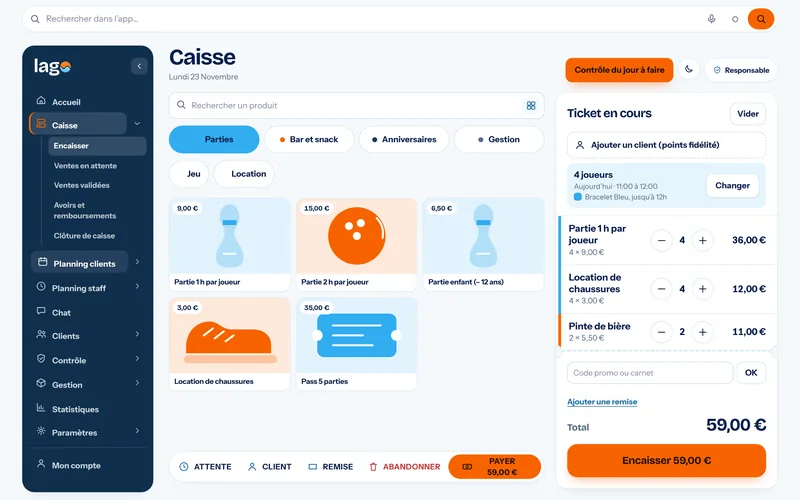 Rechercher dans l'app...
lago
Accueil
Caisse
Encaisser
Ventes en attente
Ventes validées
Avoirs et
remboursements
Clôture de caisse
Planning clients
Planning staff
Chat
Clients
Contrôle
Gestion
Statistiques
Paramètres
Mon compte
Caisse
Lundi 23 Novembre
Contrôle du jour à faire
Responsable
Rechercher un produit
Parties
Bar et snack
Anniversaires
Gestion
Jeu
Location
9,00 €
Partie 1 h par joueur
15,00 €
Partie 2 h par joueur
6,50 €
Partie enfant (– 12 ans)
3,00 €
Location de chaussures
35,00 €
Pass 5 parties
ATTENTE
CLIENT
REMISE
ABANDONNER
PAYER
59,00 €
Ticket en cours
Vider
Ajouter un client (points fidélité)
4 joueurs
Aujourd'hui · 11:00 à 12:00
Bracelet Bleu, jusqu'à 12h
Changer
Partie 1 h par
joueur
4 × 9,00 €
4
36,00 €
Location de
chaussures
4 × 3,00 €
4
12,00 €
Pinte de bière
2 × 5,50 €
2
11,00 €
Code promo ou carnet
OK
Ajouter une remise
Total
59,00 €
Encaisser 59,00 €